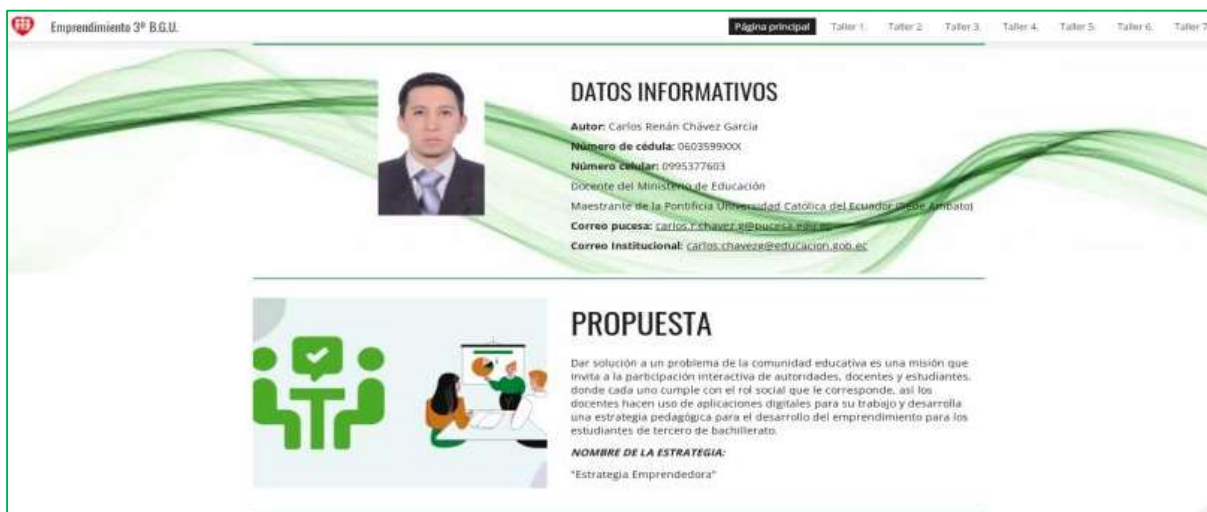 Emprendimiento 3º B.G.U.
Página principal Taller 1. Taller 2. Taller 3. Taller 4. Taller 5. Taller 6. Taller 7
DATOS INFORMATIVOS
Autor: Carlos Renán Chávez García
Número de cédula: 0603599XXX
Número celular: 0995377603
Docente del Ministerio de Educación
Maestrante de la Pontificia Universidad Católica del Ecuador (Sede Ambato)
Correo pucesa: carlos.r.chavez.g@pucesa.edu.ec
Correo Institucional: carlos.chavezg@educacion.gob.ec
PROPUESTA
Dar solución a un problema de la comunidad educativa es una misión que
invita a la participación interactiva de autoridades, docentes y estudiantes,
donde cada uno cumple con el rol social que le corresponde, así los
docentes hacen uso de aplicaciones digitales para su trabajo y desarrolla
una estrategia pedagógica para el desarrollo del emprendimiento para los
estudiantes de tercero de bachillerato.
NOMBRE DE LA ESTRATEGIA:
"Estrategia Emprendedora"